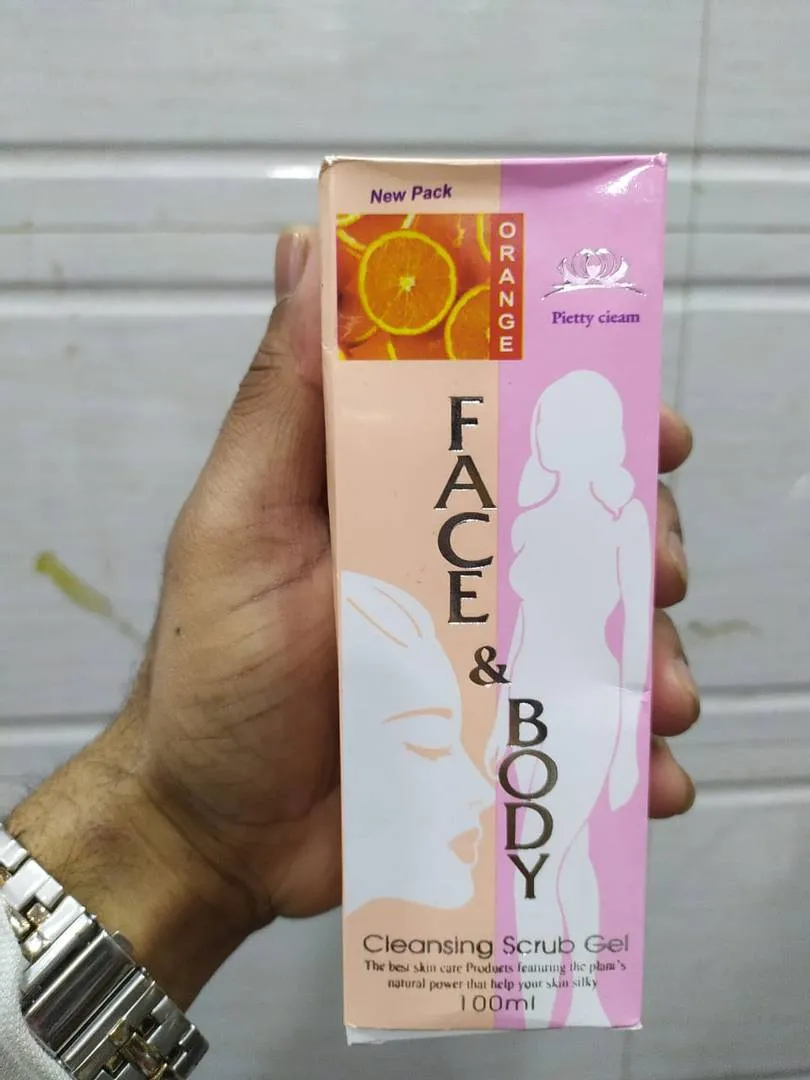 New Pack
ORANGE
Pietty cieam
FACE
&
BODY
Cleansing Scrub Gel
The best skin care Products featuring the plant's
natural power that help your skin silky
100ml